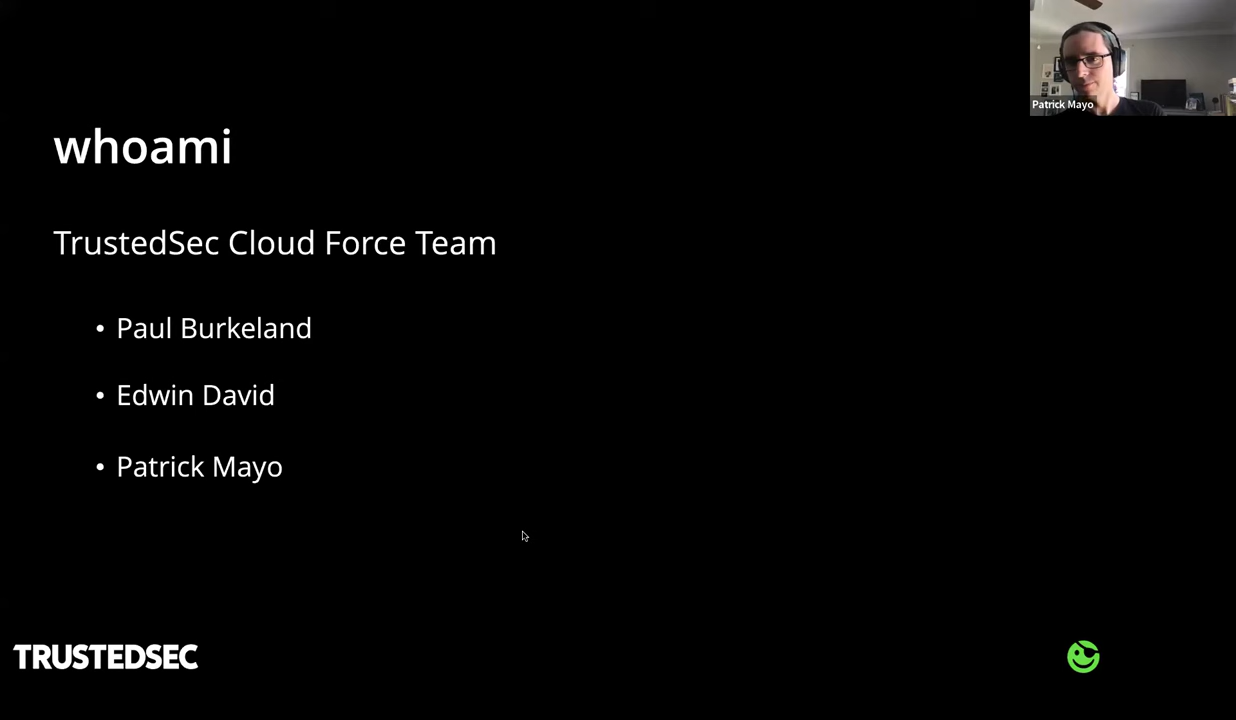 Patrick Mayo
whoami
TrustedSec Cloud Force Team
• Paul Burkeland
• Edwin David
• Patrick Mayo
TRUSTEDSEC